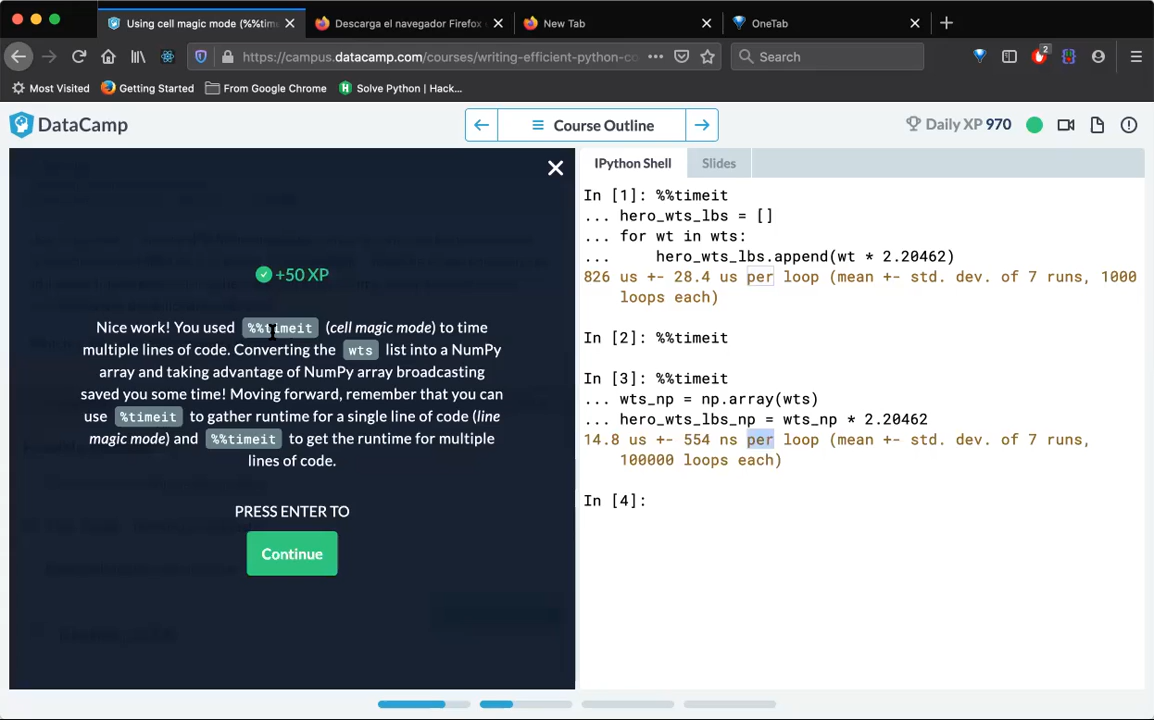 Using cell magic mode (%%tim
Descarga el navegador Firefox
New Tab
OneTab
https://campus.datacamp.com/courses/writing-efficient-python-co
Search
2
Most Visited
Getting Started
From Google Chrome
Solve Python | Hack...
DataCamp
Course Outline
Daily XP 970
+50 XP
Nice work! You used %%timeit (cell magic mode) to time
multiple lines of code. Converting the wts list into a NumPy
array and taking advantage of NumPy array broadcasting
saved you some time! Moving forward, remember that you can
use %timeit to gather runtime for a single line of code (line
magic mode) and %%timeit to get the runtime for multiple
lines of code.
PRESS ENTER TO
Continue
IPython Shell
Slides
In [1]: %%timeit
... hero_wts_lbs = []
... for wt in wts:
...     hero_wts_lbs.append(wt * 2.20462)
826 us +- 28.4 us per loop (mean +- std. dev. of 7 runs, 1000
loops each)
In [2]: %%timeit
In [3]: %%timeit
... wts_np = np.array(wts)
... hero_wts_lbs_np = wts_np * 2.20462
14.8 us +- 554 ns per loop (mean +- std. dev. of 7 runs,
100000 loops each)
In [4]: